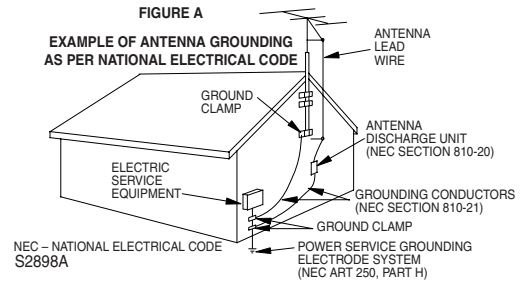 FIGURE A
EXAMPLE OF ANTENNA GROUNDING
AS PER NATIONAL ELECTRICAL CODE
ANTENNA
LEAD
WIRE
GROUND
CLAMP
ANTENNA
DISCHARGE UNIT
(NEC SECTION 810-20)
ELECTRIC
SERVICE
EQUIPMENT
GROUNDING CONDUCTORS
(NEC SECTION 810-21)
GROUND CLAMP
POWER SERVICE GROUNDING
ELECTRODE SYSTEM
(NEC ART 250, PART H)
NEC – NATIONAL ELECTRICAL CODE
S2898A